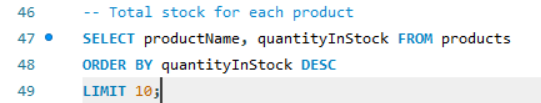 46 -- Total stock for each product
47 SELECT productName, quantityInStock FROM products
48 ORDER BY quantityInStock DESC
49 LIMIT 10;